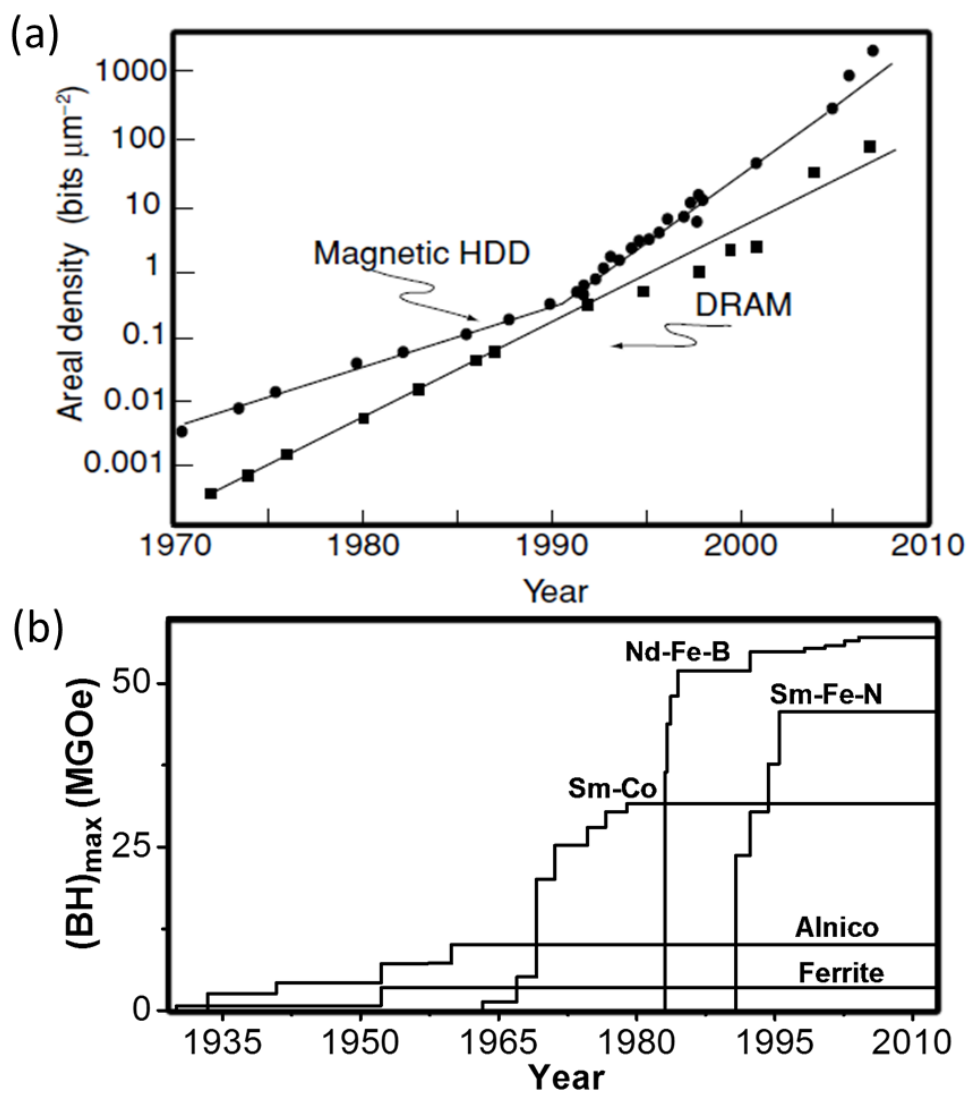 (a)
Areal density (bits μm⁻²)
1000
100
10
1
0.1
0.01
0.001
Magnetic HDD
DRAM
1970 1980 1990 2000 2010
Year
(b)
(BH)max (MGOe)
50
25
0
Nd-Fe-B
Sm-Fe-N
Sm-Co
Alnico
Ferrite
1935 1950 1965 1980 1995 2010
Year